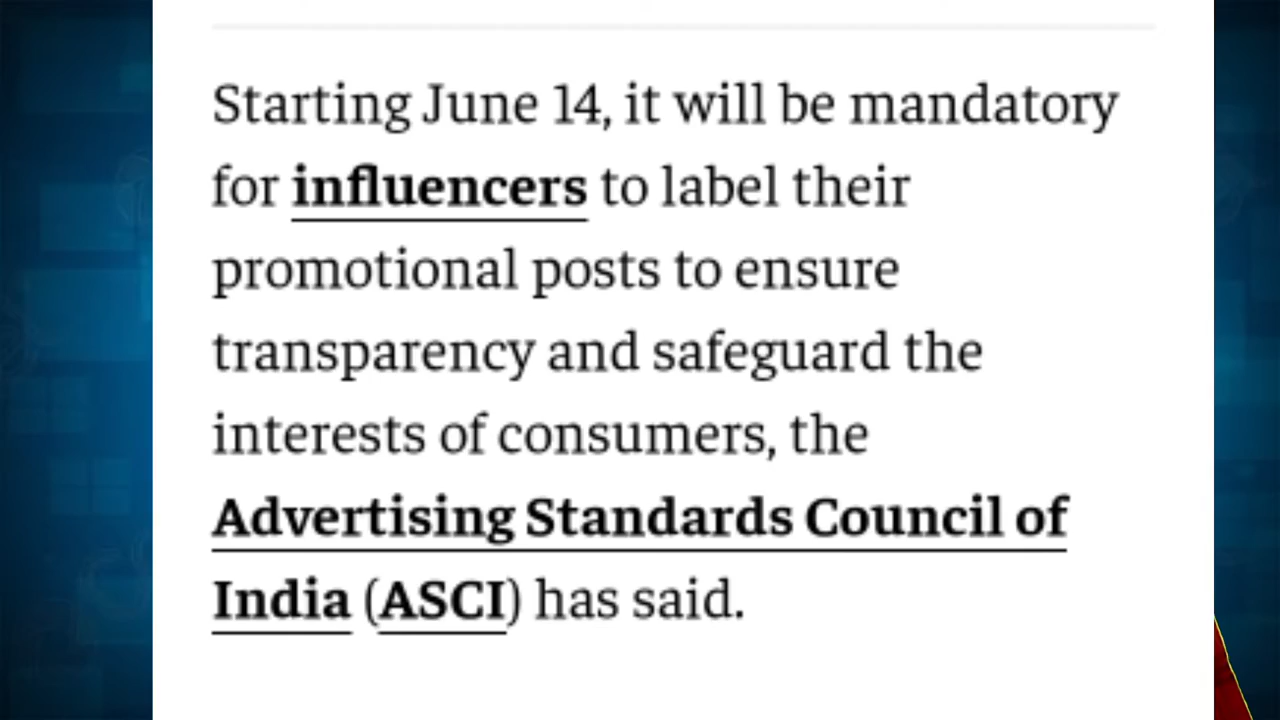 Starting June 14, it will be mandatory
for influencers to label their
promotional posts to ensure
transparency and safeguard the
interests of consumers, the
Advertising Standards Council of
India (ASCI) has said.